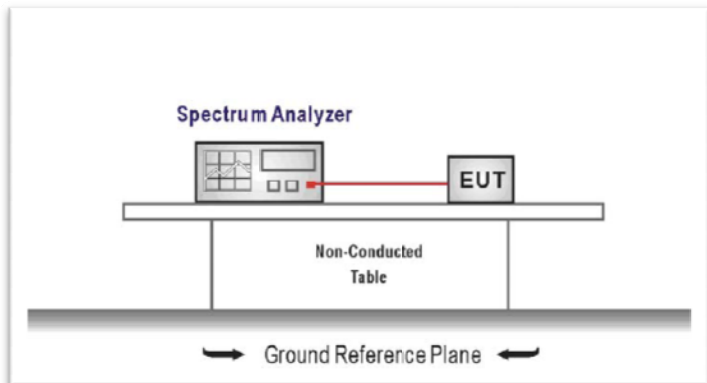 Spectrum Analyzer
EUT
Non-Conducted
Table
Ground Reference Plane